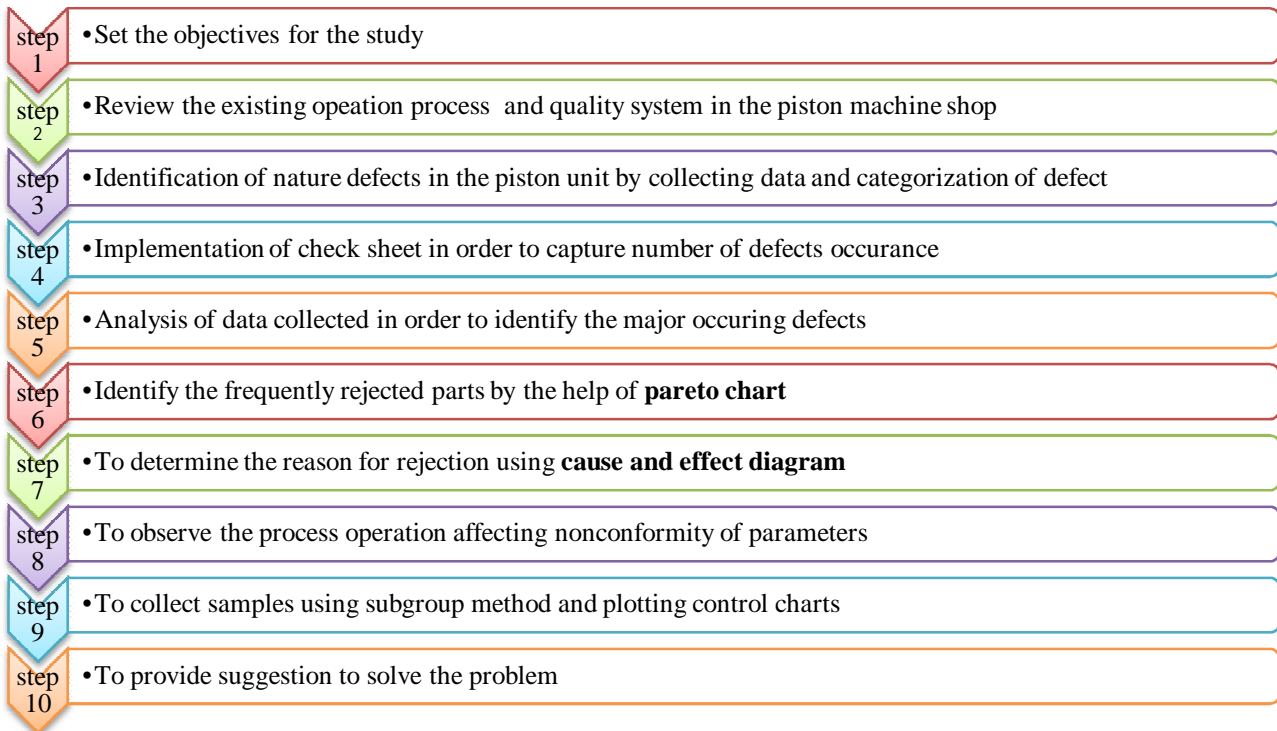 step
1
•Set the objectives for the study
step
2
•Review the existing opeation process and quality system in the piston machine shop
step
3
•Identification of nature defects in the piston unit by collecting data and categorization of defect
step
4
•Implementation of check sheet in order to capture number of defects occurance
step
5
•Analysis of data collected in order to identify the major occuring defects
step
6
•Identify the frequently rejected parts by the help of pareto chart
step
7
•To determine the reason for rejection using cause and effect diagram
step
8
•To observe the process operation affecting nonconformity of parameters
step
9
•To collect samples using subgroup method and plotting control charts
step
10
•To provide suggestion to solve the problem